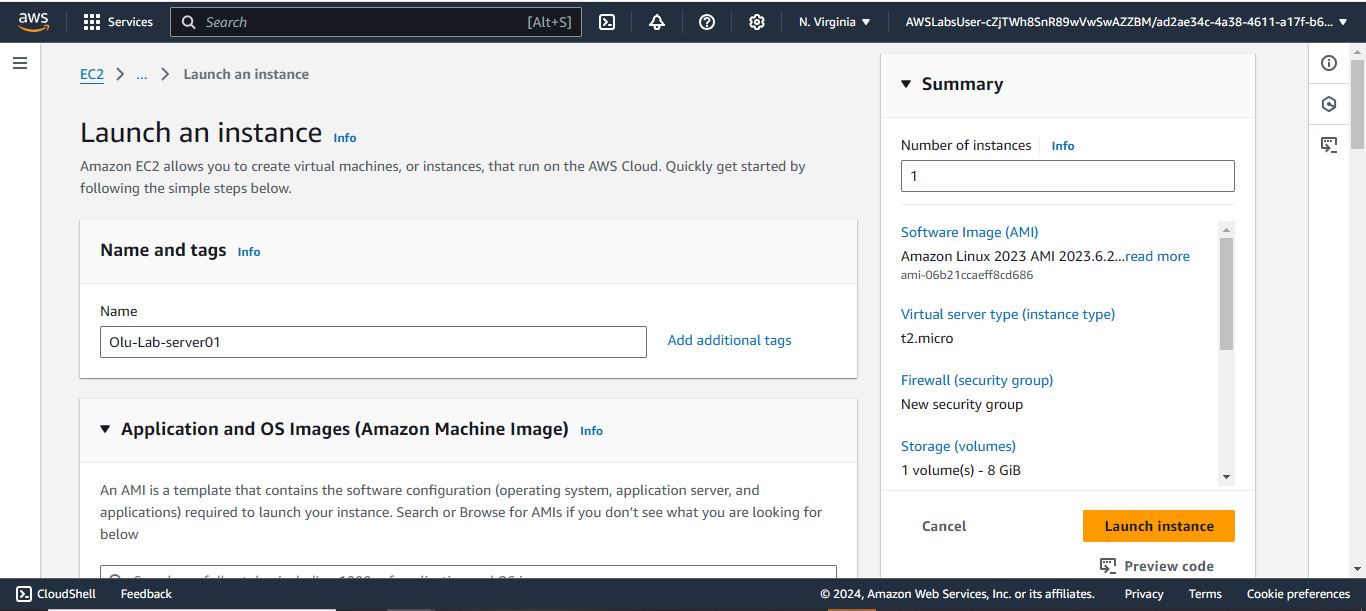 aws
Services
Search
[Alt+S]
N. Virginia
AWSLabsUser-cZjTWh8SnR89wVwSwAZZBM/ad2ae34c-4a38-4611-a17f-b6...
EC2
...
Launch an instance
Launch an instance Info
Amazon EC2 allows you to create virtual machines, or instances, that run on the AWS Cloud. Quickly get started by
following the simple steps below.
Name and tags Info
Name
Olu-Lab-server01
Add additional tags
Application and OS Images (Amazon Machine Image) Info
An AMI is a template that contains the software configuration (operating system, application server, and
applications) required to launch your instance. Search or Browse for AMIs if you don't see what you are looking for
below
Summary
Number of instances Info
1
Software Image (AMI)
Amazon Linux 2023 AMI 2023.6.2...read more
ami-06b21ccaeff8cd686
Virtual server type (instance type)
t2.micro
Firewall (security group)
New security group
Storage (volumes)
1 volume(s) - 8 GiB
Cancel
Launch instance
Preview code
CloudShell
Feedback
© 2024, Amazon Web Services, Inc. or its affiliates.
Privacy
Terms
Cookie preferences